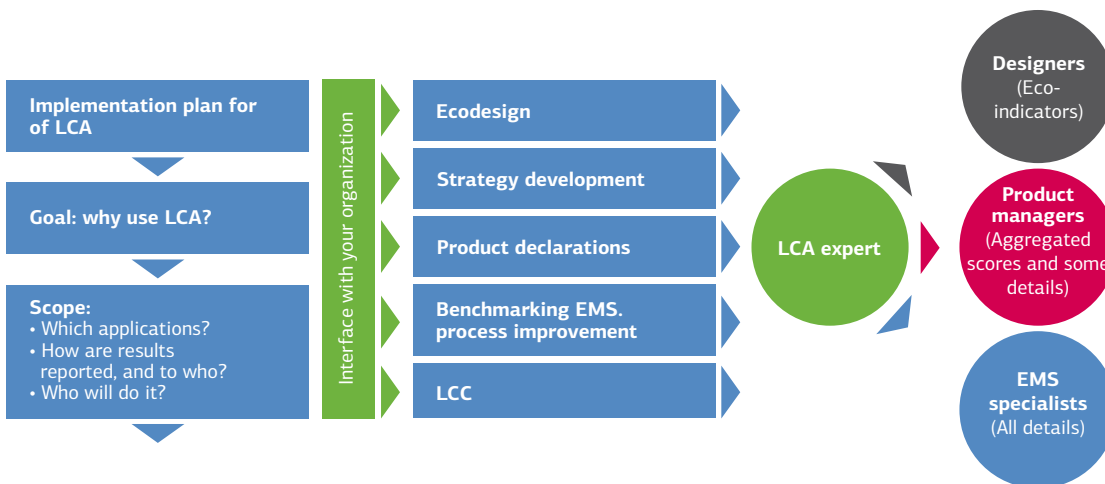 Implementation plan for
of LCA
Goal: why use LCA?
Scope:
• Which applications?
• How are results
reported, and to who?
• Who will do it?
Interface with your organization
Ecodesign
Strategy development
Product declarations
Benchmarking EMS.
process improvement
LCC
LCA expert
Designers
(Eco-
indicators)
Product
managers
(Aggregated
scores and some
details)
EMS
specialists
(All details)